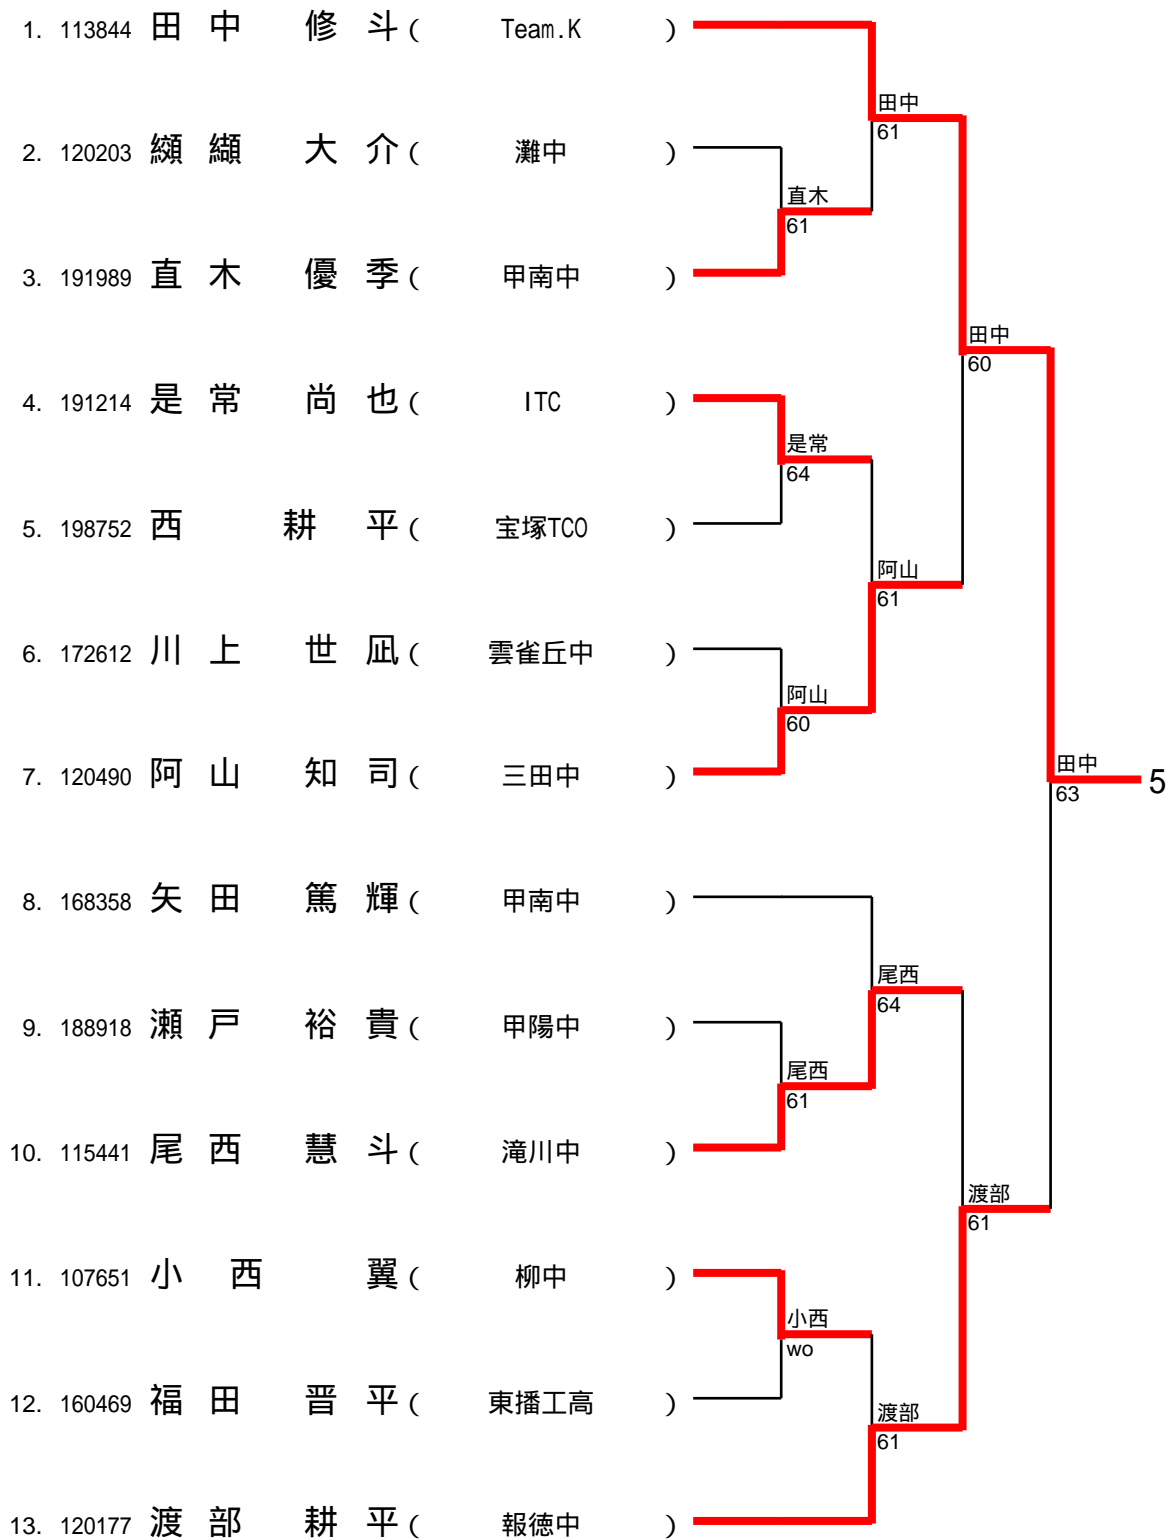 1. 113844 田中 修斗 ( Team.K )
田中
61
2. 120203 纐纈 大介 ( 灘中 )
直木
61
3. 191989 直木 優季 ( 甲南中 )
田中
60
4. 191214 是常 尚也 ( ITC )
是常
64
5. 198752 西 耕平 ( 宝塚TCO )
阿山
61
6. 172612 川上 世凪 ( 雲雀丘中 )
阿山
60
7. 120490 阿山 知司 ( 三田中 )
田中
63
5
8. 168358 矢田 篤輝 ( 甲南中 )
尾西
64
9. 188918 瀬戸 裕貴 ( 甲陽中 )
尾西
61
10. 115441 尾西 慧斗 ( 滝川中 )
渡部
61
11. 107651 小西 翼 ( 柳中 )
小西
wo
12. 160469 福田 晋平 ( 東播工高 )
渡部
61
13. 120177 渡部 耕平 ( 報徳中 )